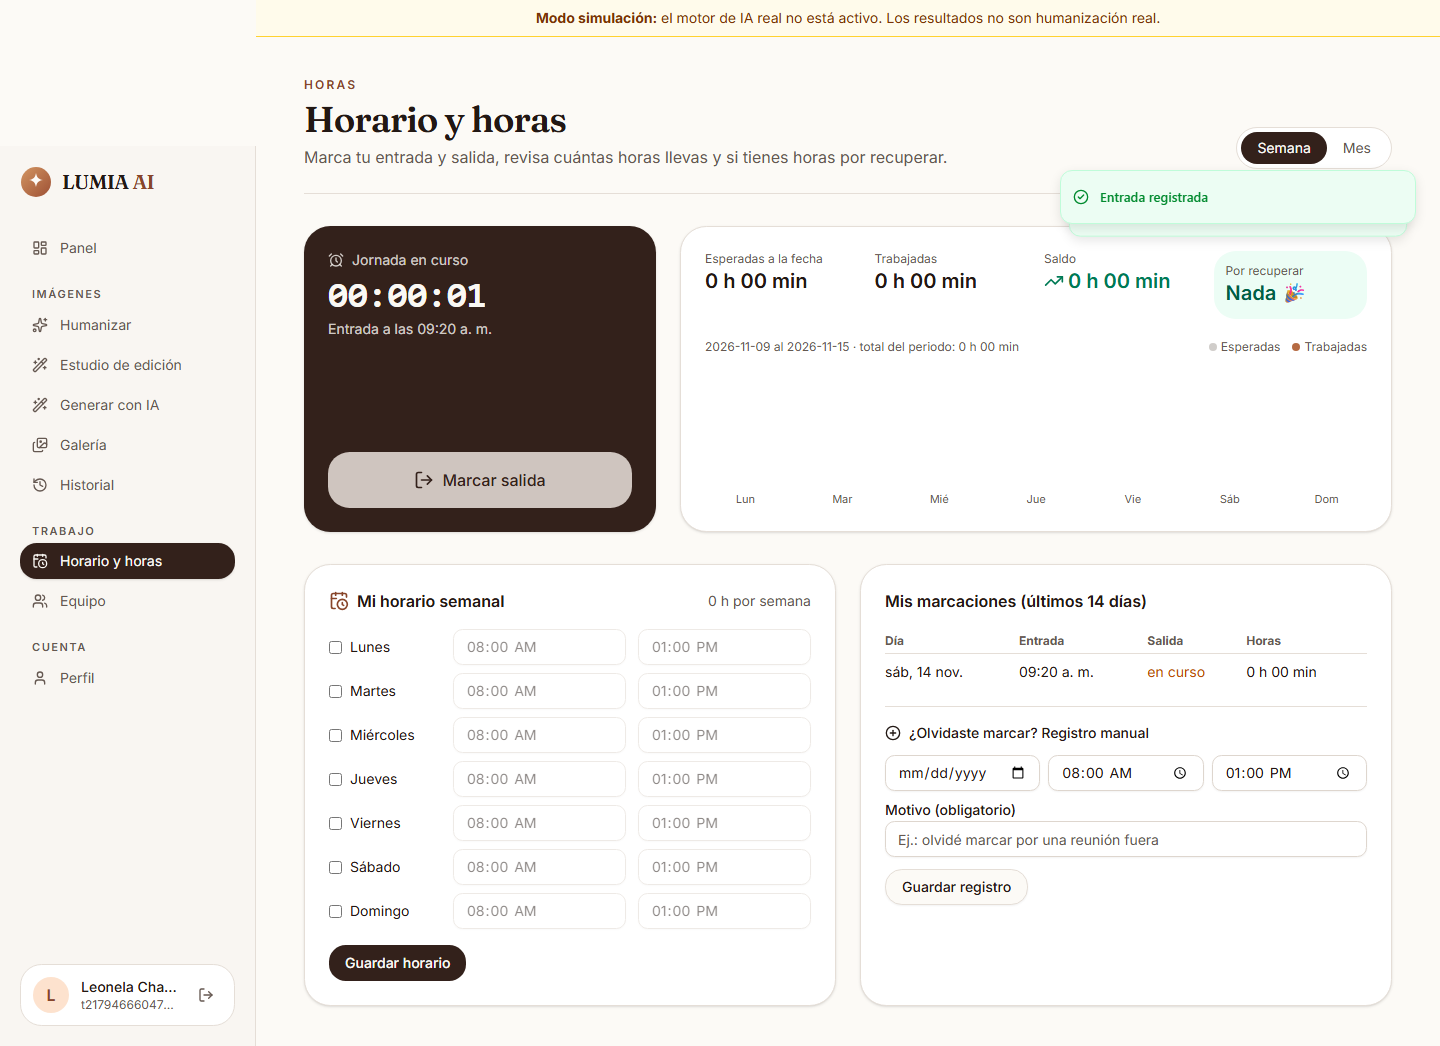 Modo simulación: el motor de IA real no está activo. Los resultados no son humanización real.
LUMIA AI
Panel
IMÁGENES
Humanizar
Estudio de edición
Generar con IA
Galería
Historial
TRABAJO
Horario y horas
Equipo
CUENTA
Perfil
L
Leonela Cha...
t21794666047...
HORAS
Horario y horas
Marca tu entrada y salida, revisa cuántas horas llevas y si tienes horas por recuperar.
Semana Mes
Entrada registrada
Jornada en curso
00:00:01
Entrada a las 09:20 a. m.
Marcar salida
Esperadas a la fecha
0 h 00 min
Trabajadas
0 h 00 min
Saldo
0 h 00 min
Por recuperar
Nada 🎉
2026-11-09 al 2026-11-15 · total del periodo: 0 h 00 min
Esperadas Trabajadas
Lun Mar Mié Jue Vie Sáb Dom
Mi horario semanal 0 h por semana
Lunes 08:00 AM 01:00 PM
Martes 08:00 AM 01:00 PM
Miércoles 08:00 AM 01:00 PM
Jueves 08:00 AM 01:00 PM
Viernes 08:00 AM 01:00 PM
Sábado 08:00 AM 01:00 PM
Domingo 08:00 AM 01:00 PM
Guardar horario
Mis marcaciones (últimos 14 días)
Día Entrada Salida Horas
sáb, 14 nov. 09:20 a. m. en curso 0 h 00 min
¿Olvidaste marcar? Registro manual
mm/dd/yyyy 08:00 AM 01:00 PM
Motivo (obligatorio)
Ej.: olvidé marcar por una reunión fuera
Guardar registro